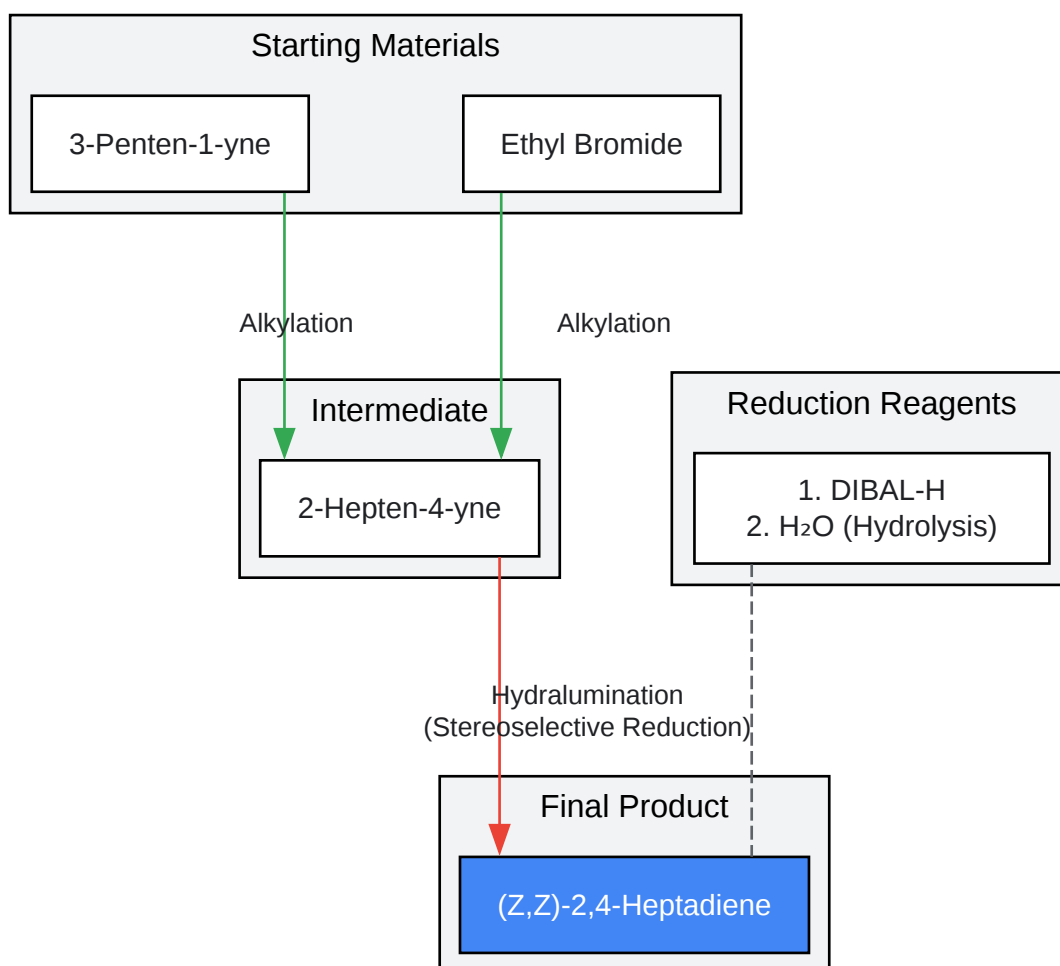 Starting Materials
3-Penten-1-yne
Ethyl Bromide
Alkylation
Alkylation
Intermediate
2-Hepten-4-yne
Reduction Reagents
1. DIBAL-H
2. H₂O (Hydrolysis)
Hydralumination
(Stereoselective Reduction)
Final Product
(Z,Z)-2,4-Heptadiene